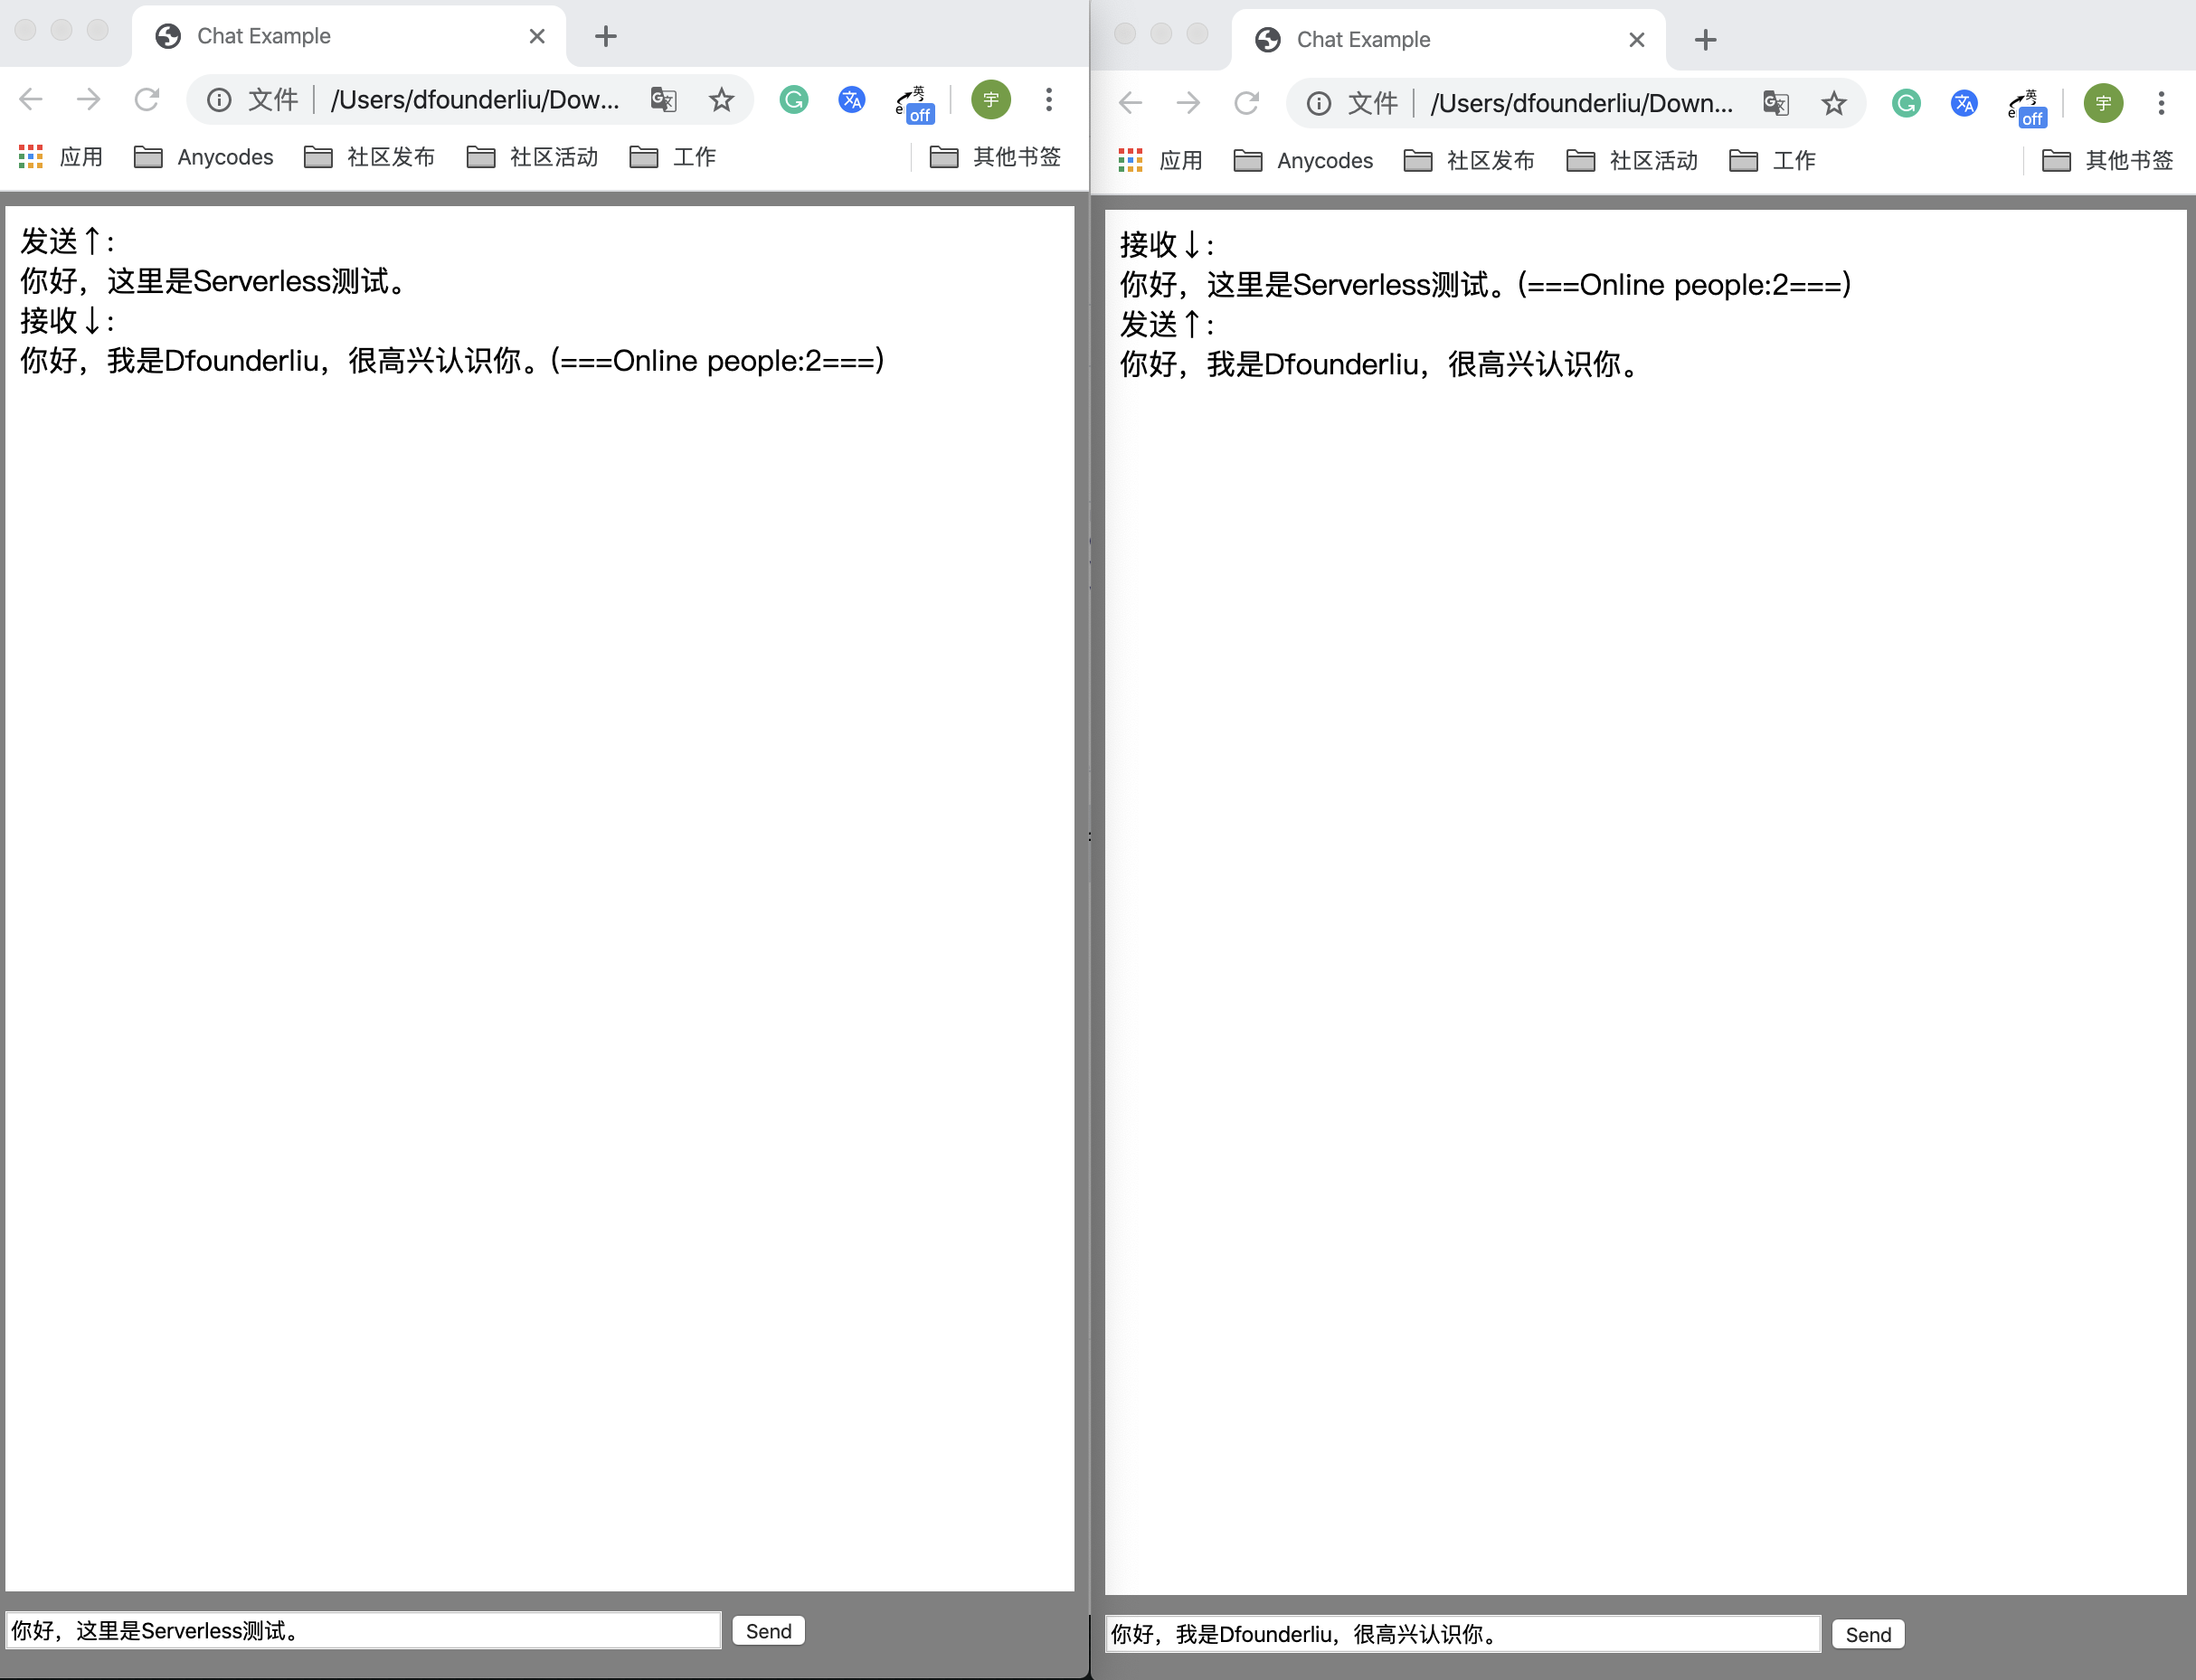 Chat Example
文件 /Users/dfounderliu/Dow...
英
off
宇
应用 Anycodes 社区发布 社区活动 工作 其他书签
发送↑:
你好，这里是Serverless测试。
接收↓:
你好，我是Dfounderliu，很高兴认识你。(===Online people:2===)
你好，这里是Serverless测试。 Send
Chat Example
文件 /Users/dfounderliu/Down...
英
off
宇
应用 Anycodes 社区发布 社区活动 工作 其他书签
接收↓:
你好，这里是Serverless测试。(===Online people:2===)
发送↑:
你好，我是Dfounderliu，很高兴认识你。
你好，我是Dfounderliu，很高兴认识你。 Send